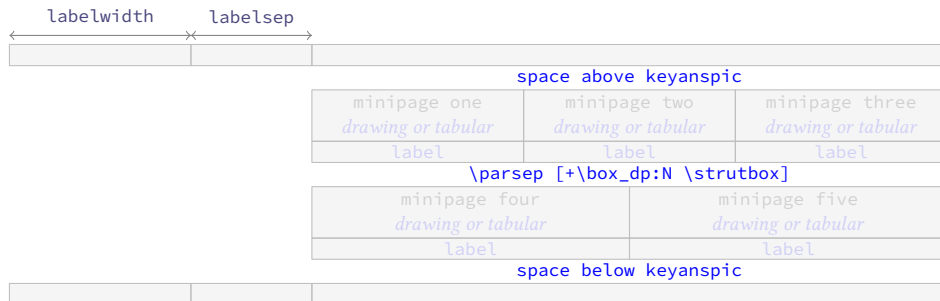 labelwidth labelsep
space above keyanspic
minipage one minipage two minipage three
drawing or tabular drawing or tabular drawing or tabular
label label label
\parsep [+\box_dp:N \strutbox]
minipage four minipage five
drawing or tabular drawing or tabular
label label
space below keyanspic